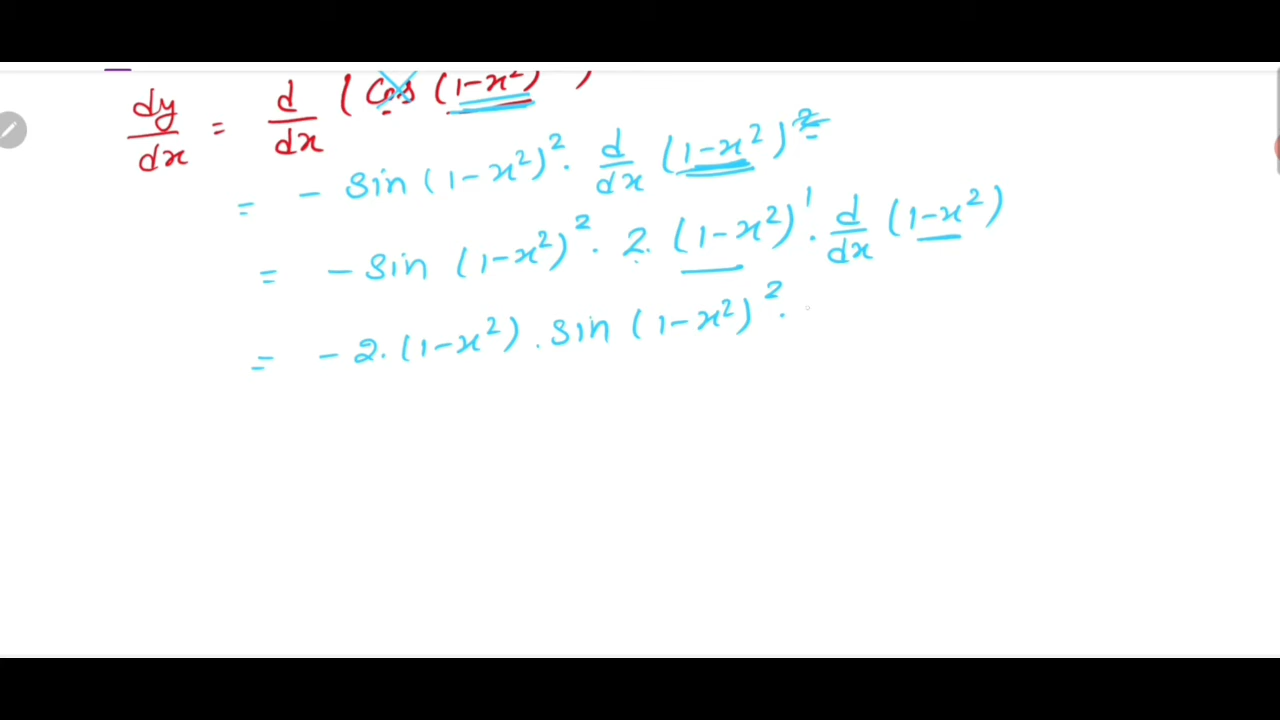 dy/dx = d/dx (Cos (1-x²) )
= - Sin (1-x²)². d/dx (1-x²)²
= - Sin (1-x²)². 2. (1-x²)¹. d/dx (1-x²)
= - 2. (1-x²) . Sin (1-x²)².